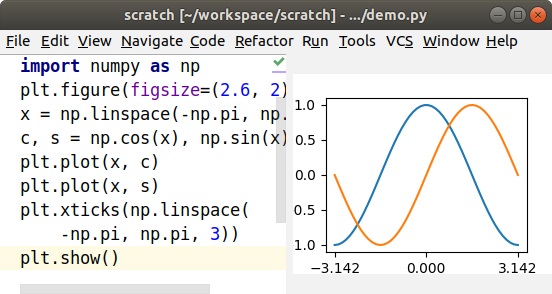 scratch [~/workspace/scratch] - .../demo.py
File Edit View Navigate Code Refactor Run Tools VCS Window Help
import numpy as np
plt.figure(figsize=(2.6, 2)
x = np.linspace(-np.pi, np.
c, s = np.cos(x), np.sin(x)
plt.plot(x, c)
plt.plot(x, s)
plt.xticks(np.linspace(
-np.pi, np.pi, 3))
plt.show()
1.0
0.5
0.0
0.5
1.0
−3.142 0.000 3.142